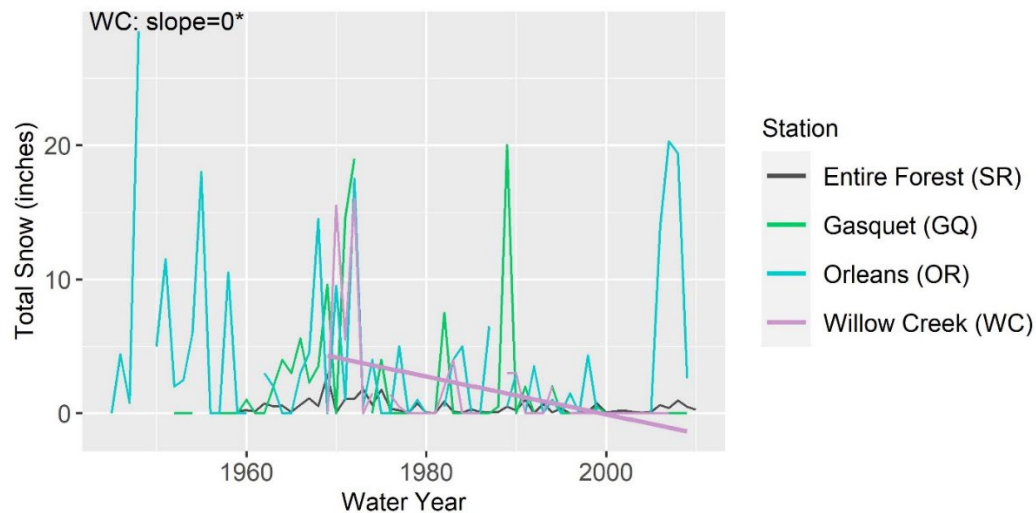 WC: slope=0*
Total Snow (inches)
20
10
0
1960
1980
2000
Water Year
Station
Entire Forest (SR)
Gasquet (GQ)
Orleans (OR)
Willow Creek (WC)